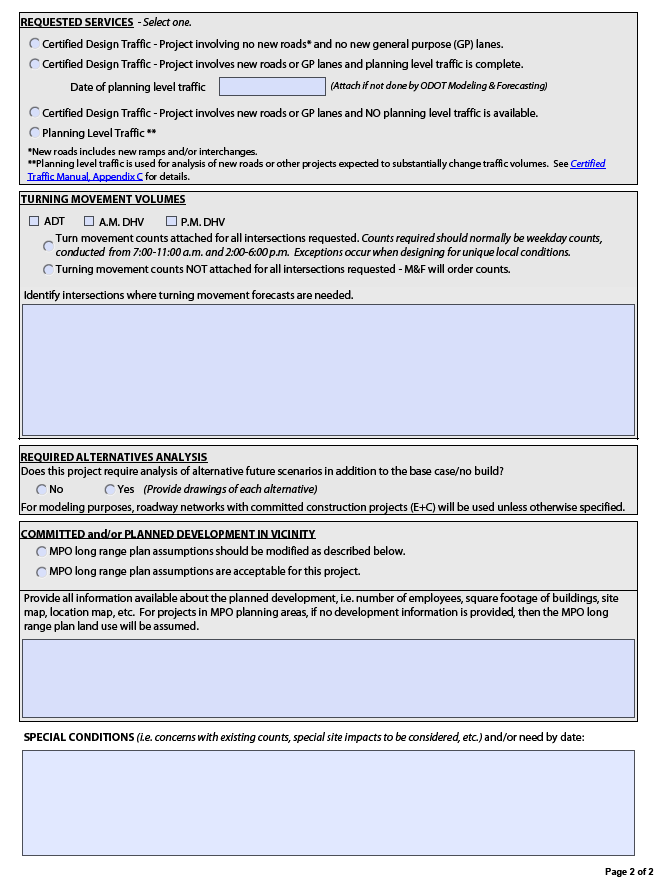 REQUESTED SERVICES - Select one.
Certified Design Traffic - Project involving no new roads* and no new general purpose (GP) lanes.
Certified Design Traffic - Project involves new roads or GP lanes and planning level traffic is complete.
Date of planning level traffic (Attach if not done by ODOT Modeling & Forecasting)
Certified Design Traffic - Project involves new roads or GP lanes and NO planning level traffic is available.
Planning Level Traffic **
*New roads includes new ramps and/or interchanges.
**Planning level traffic is used for analysis of new roads or other projects expected to substantially change traffic volumes. See Certified
Traffic Manual, Appendix C for details.
TURNING MOVEMENT VOLUMES
ADT A.M. DHV P.M. DHV
Turn movement counts attached for all intersections requested. Counts required should normally be weekday counts,
conducted from 7:00-11:00 a.m. and 2:00-6:00 p.m. Exceptions occur when designing for unique local conditions.
Turning movement counts NOT attached for all intersections requested - M&F will order counts.
Identify intersections where turning movement forecasts are needed.
REQUIRED ALTERNATIVES ANALYSIS
Does this project require analysis of alternative future scenarios in addition to the base case/no build?
No Yes (Provide drawings of each alternative)
For modeling purposes, roadway networks with committed construction projects (E+C) will be used unless otherwise specified.
COMMITTED and/or PLANNED DEVELOPMENT IN VICINITY
MPO long range plan assumptions should be modified as described below.
MPO long range plan assumptions are acceptable for this project.
Provide all information available about the planned development, i.e. number of employees, square footage of buildings, site
map, location map, etc. For projects in MPO planning areas, if no development information is provided, then the MPO long
range plan land use will be assumed.
SPECIAL CONDITIONS (i.e. concerns with existing counts, special site impacts to be considered, etc.) and/or need by date:
Page 2 of 2